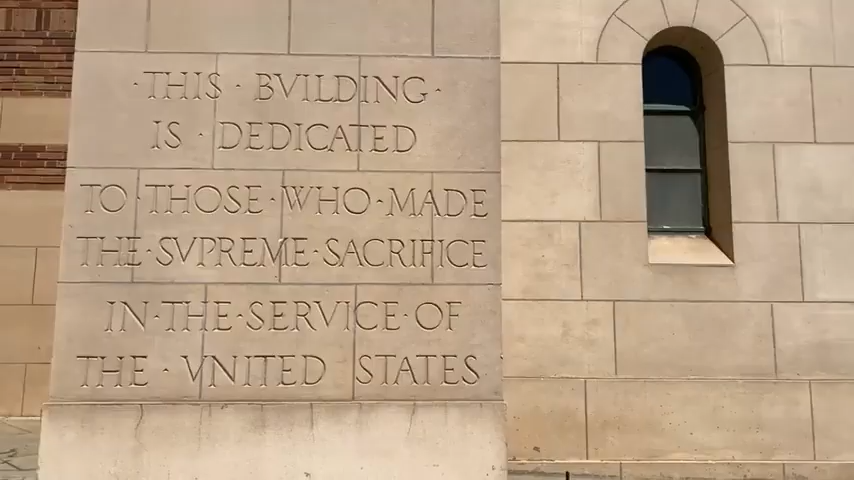 ·THIS · BVILDING·
IS · DEDICATED
TO·THOSE·WHO·MADE
THE·SVPREME·SACRIFICE
IN·THE·SERVICE·OF
THE · VNITED STATES